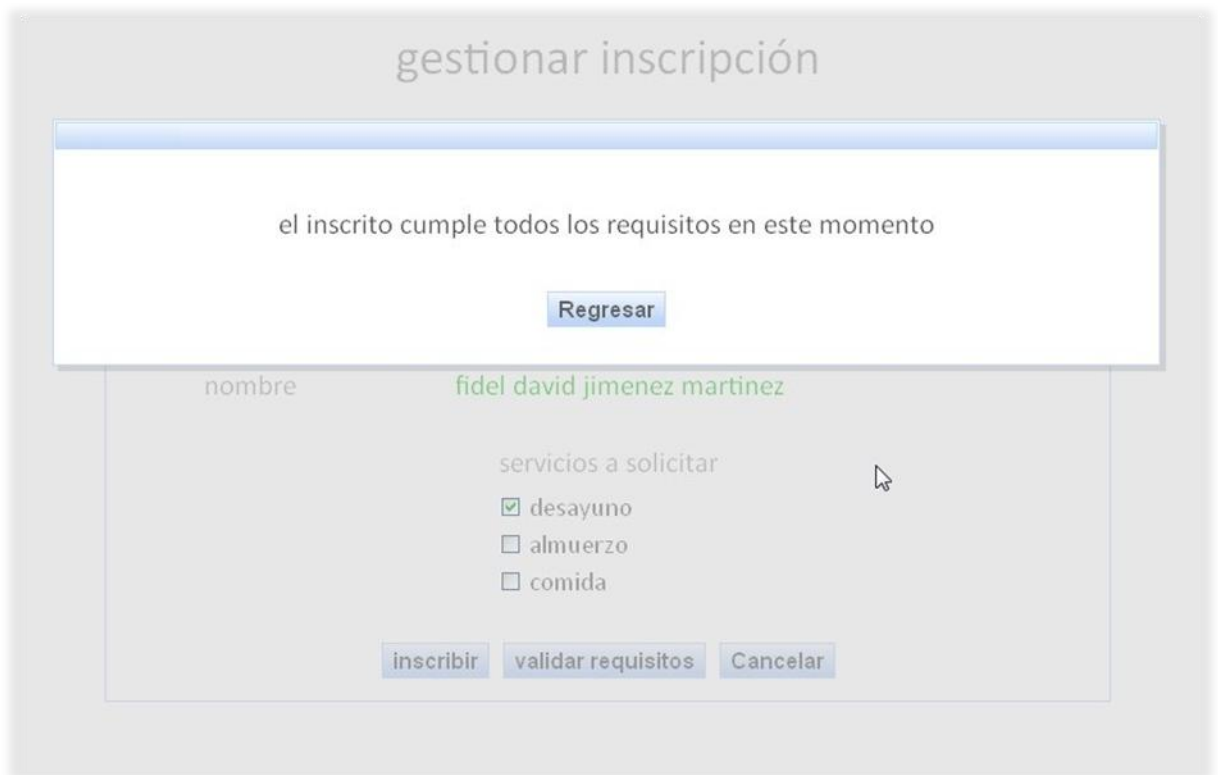 gestionar inscripción
el inscrito cumple todos los requisitos en este momento
Regresar
nombre fidel david jimenez martinez
servicios a solicitar
desayuno
almuerzo
comida
inscribir validar requisitos Cancelar